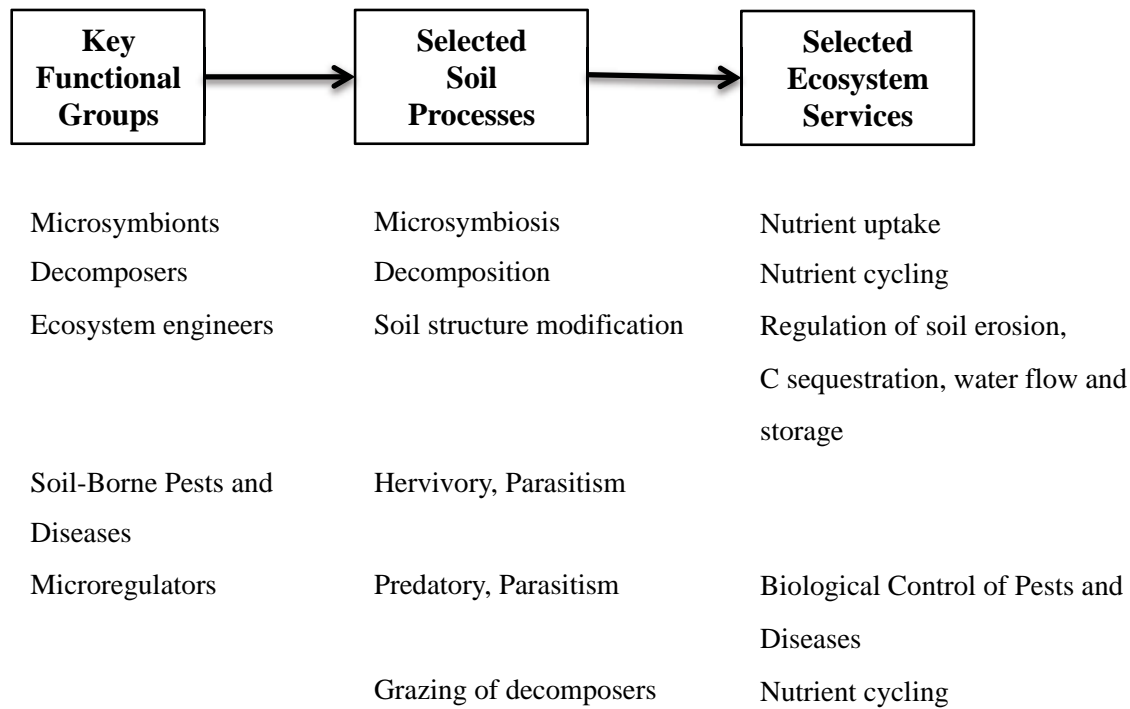 Key
Functional
Groups
Selected
Soil
Processes
Selected
Ecosystem
Services
Microsymbionts
Microsymbiosis
Nutrient uptake
Decomposers
Decomposition
Nutrient cycling
Ecosystem engineers
Soil structure modification
Regulation of soil erosion,
C sequestration, water flow and
storage
Soil-Borne Pests and
Diseases
Hervivory, Parasitism
Microregulators
Predatory, Parasitism
Biological Control of Pests and
Diseases
Grazing of decomposers
Nutrient cycling